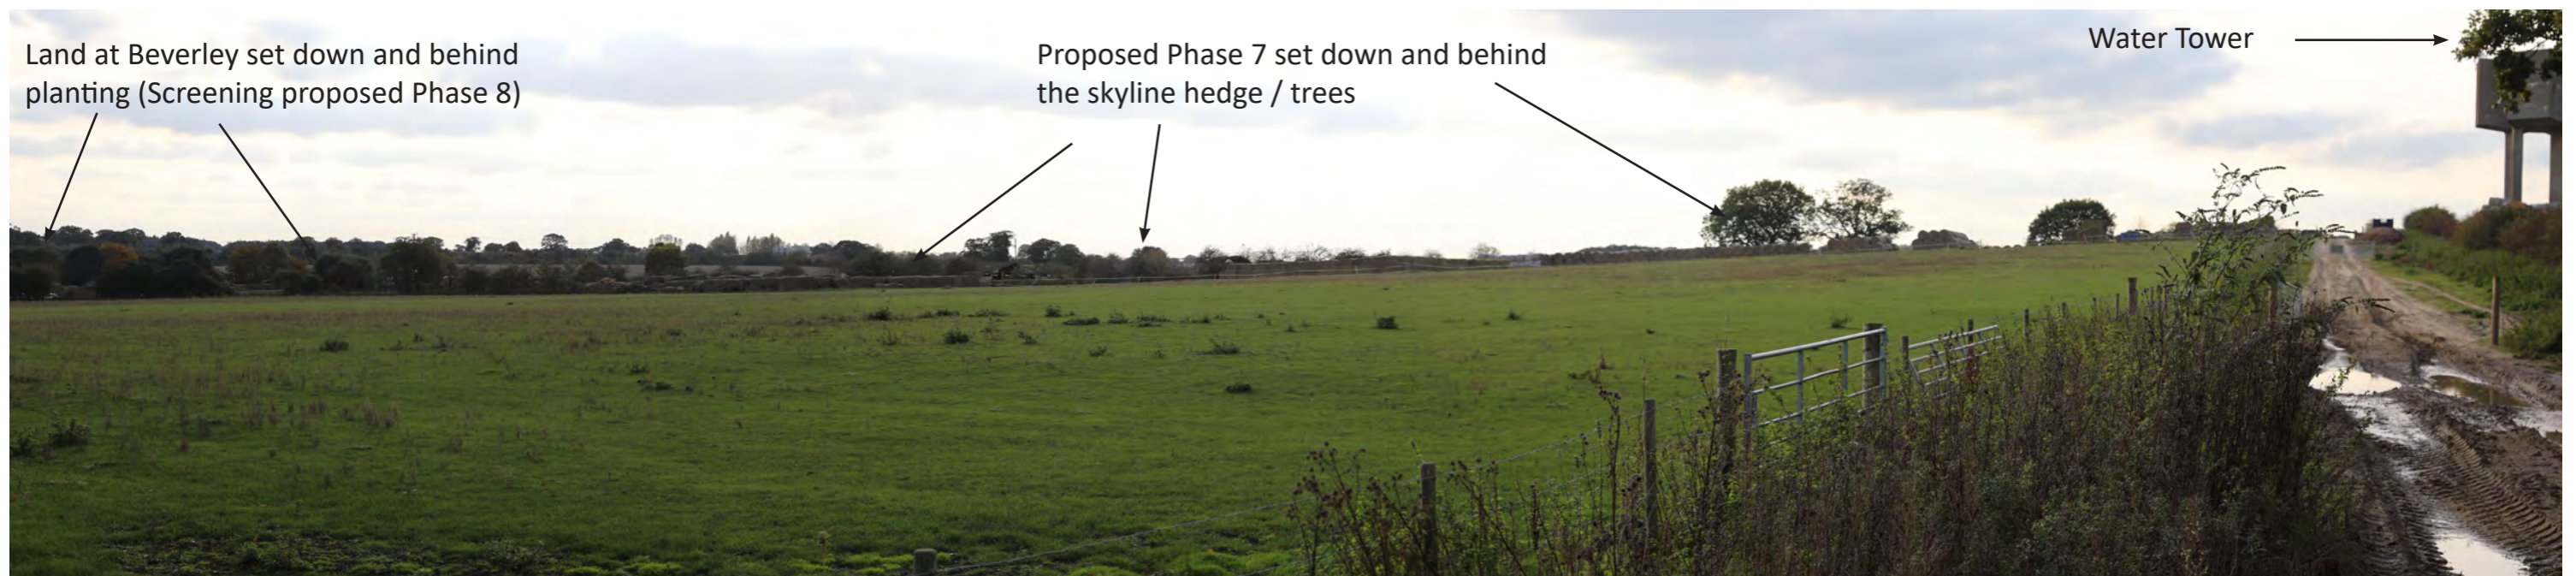 Land at Beverley set down and behind
planting (Screening proposed Phase 8)
Proposed Phase 7 set down and behind
the skyline hedge / trees
Water Tower